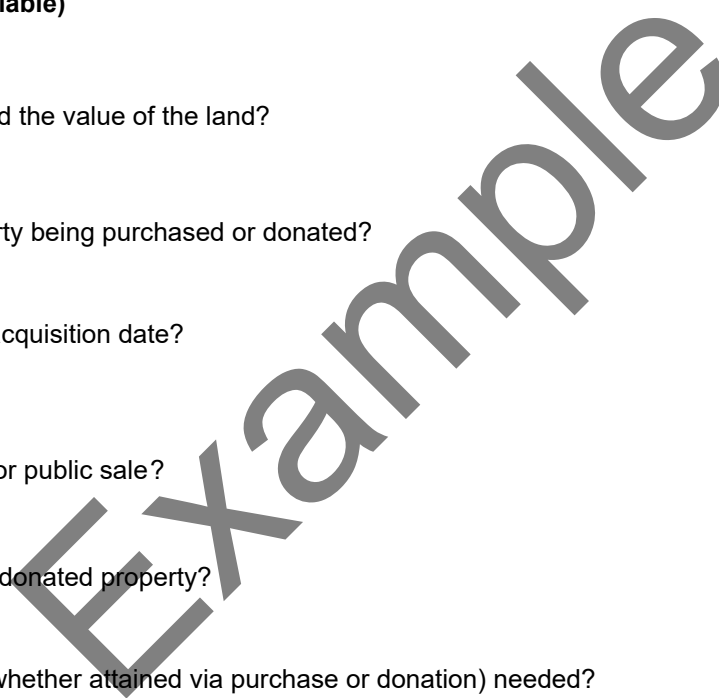 lable)
d the value of the land?
rty being purchased or donated?
cquisition date?
or public sale?
donated property?
whether attained via purchase or donation) needed?
Example